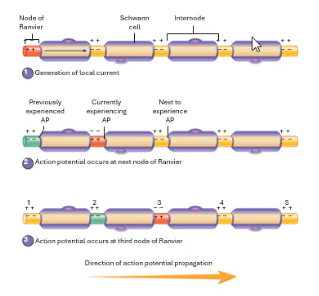 Node of
Ranvier
Schwann
cell
Internode
+ +
+ +
+ +
+ +
+ +
1 Generation of local current
Previously
experienced
AP
Currently
experiencing
AP
Next to
experience
AP
+ +
– –
+ +
+ +
+ +
2 Action potential occurs at next node of Ranvier
1 2 3 4 5
+ +
+ +
– –
+ +
+ +
3 Action potential occurs at third node of Ranvier
Direction of action potential propagation